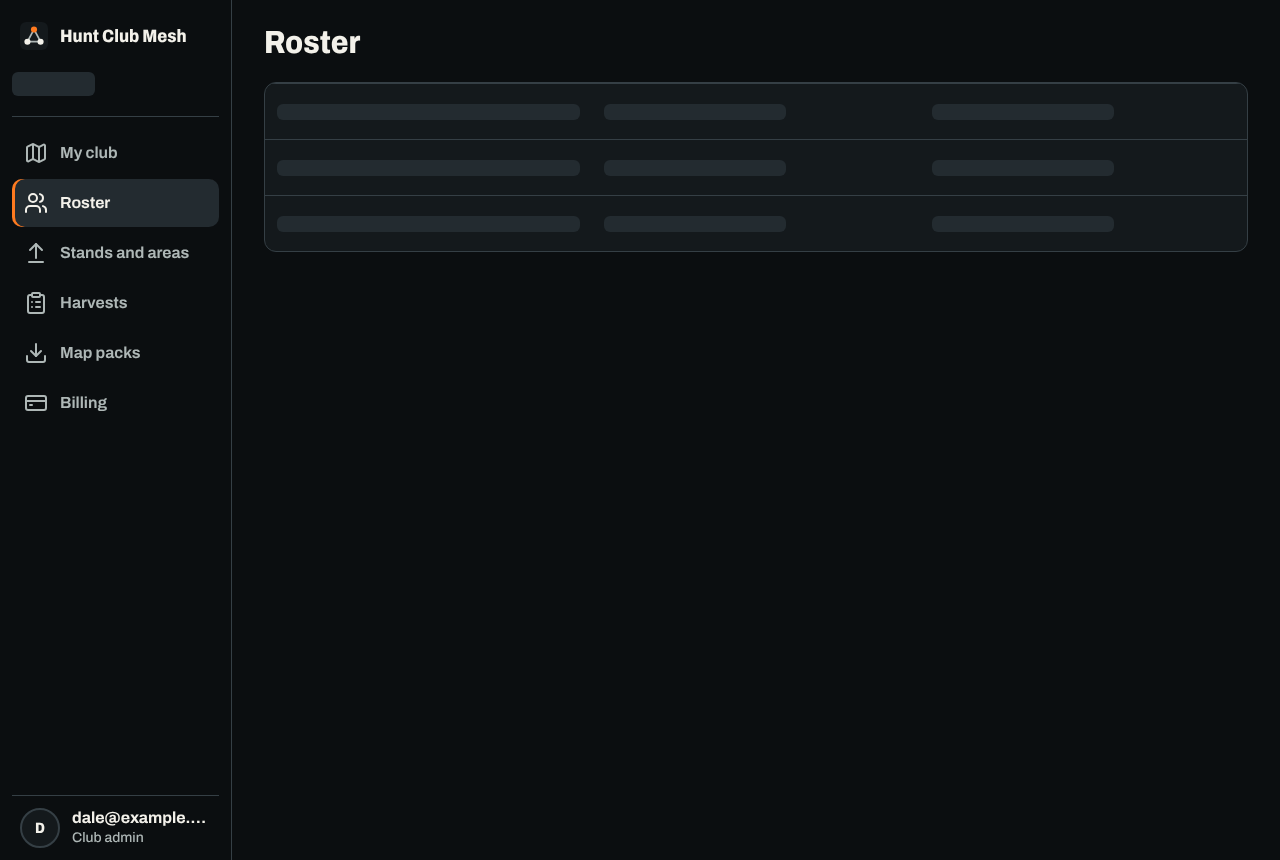 Hunt Club Mesh
My club
Roster
Stands and areas
Harvests
Map packs
Billing
dale@example.…
Club admin
D
Roster